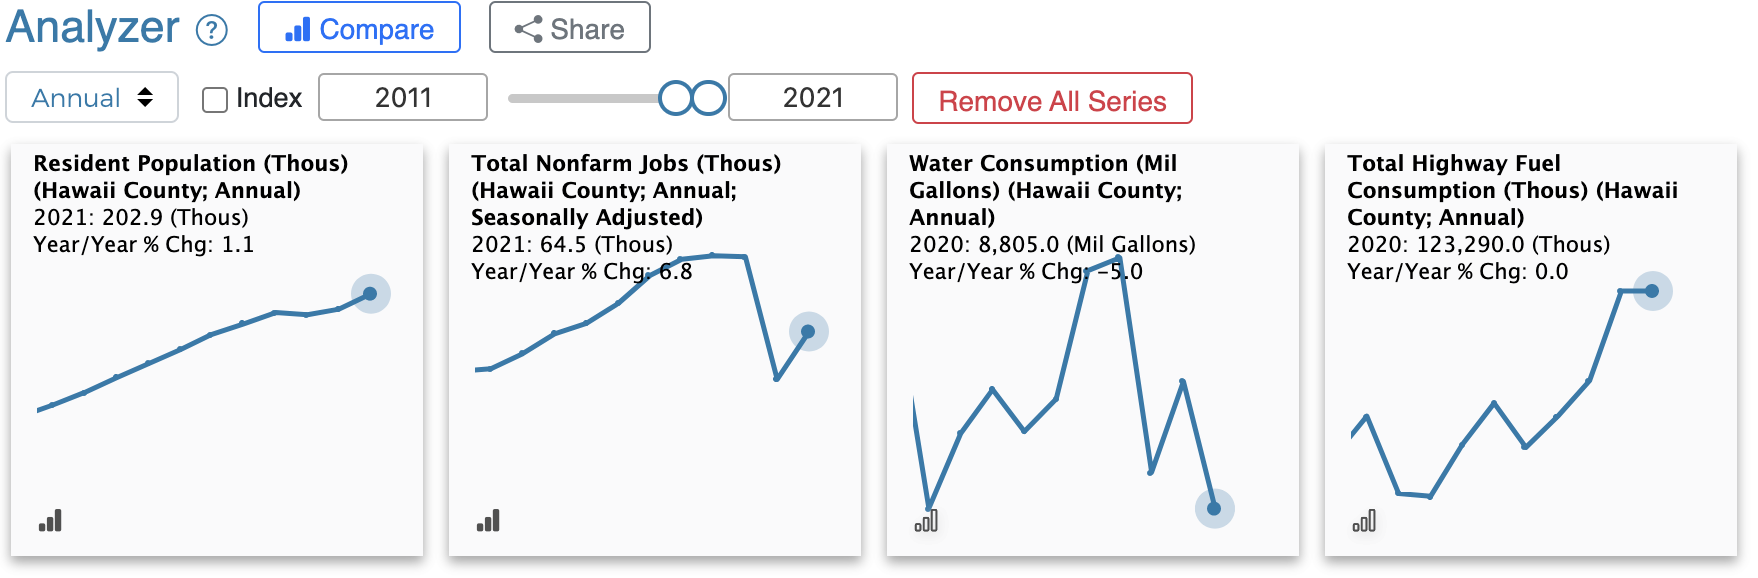 Analyzer ? Compare Share
Annual Index 2011 2021 Remove All Series
Resident Population (Thous)
(Hawaii County; Annual)
2021: 202.9 (Thous)
Year/Year % Chg: 1.1
Total Nonfarm Jobs (Thous)
(Hawaii County; Annual;
Seasonally Adjusted)
2021: 64.5 (Thous)
Year/Year % Chg: 6.8
Water Consumption (Mil
Gallons) (Hawaii County;
Annual)
2020: 8,805.0 (Mil Gallons)
Year/Year % Chg: -5.0
Total Highway Fuel
Consumption (Thous) (Hawaii
County; Annual)
2020: 123,290.0 (Thous)
Year/Year % Chg: 0.0